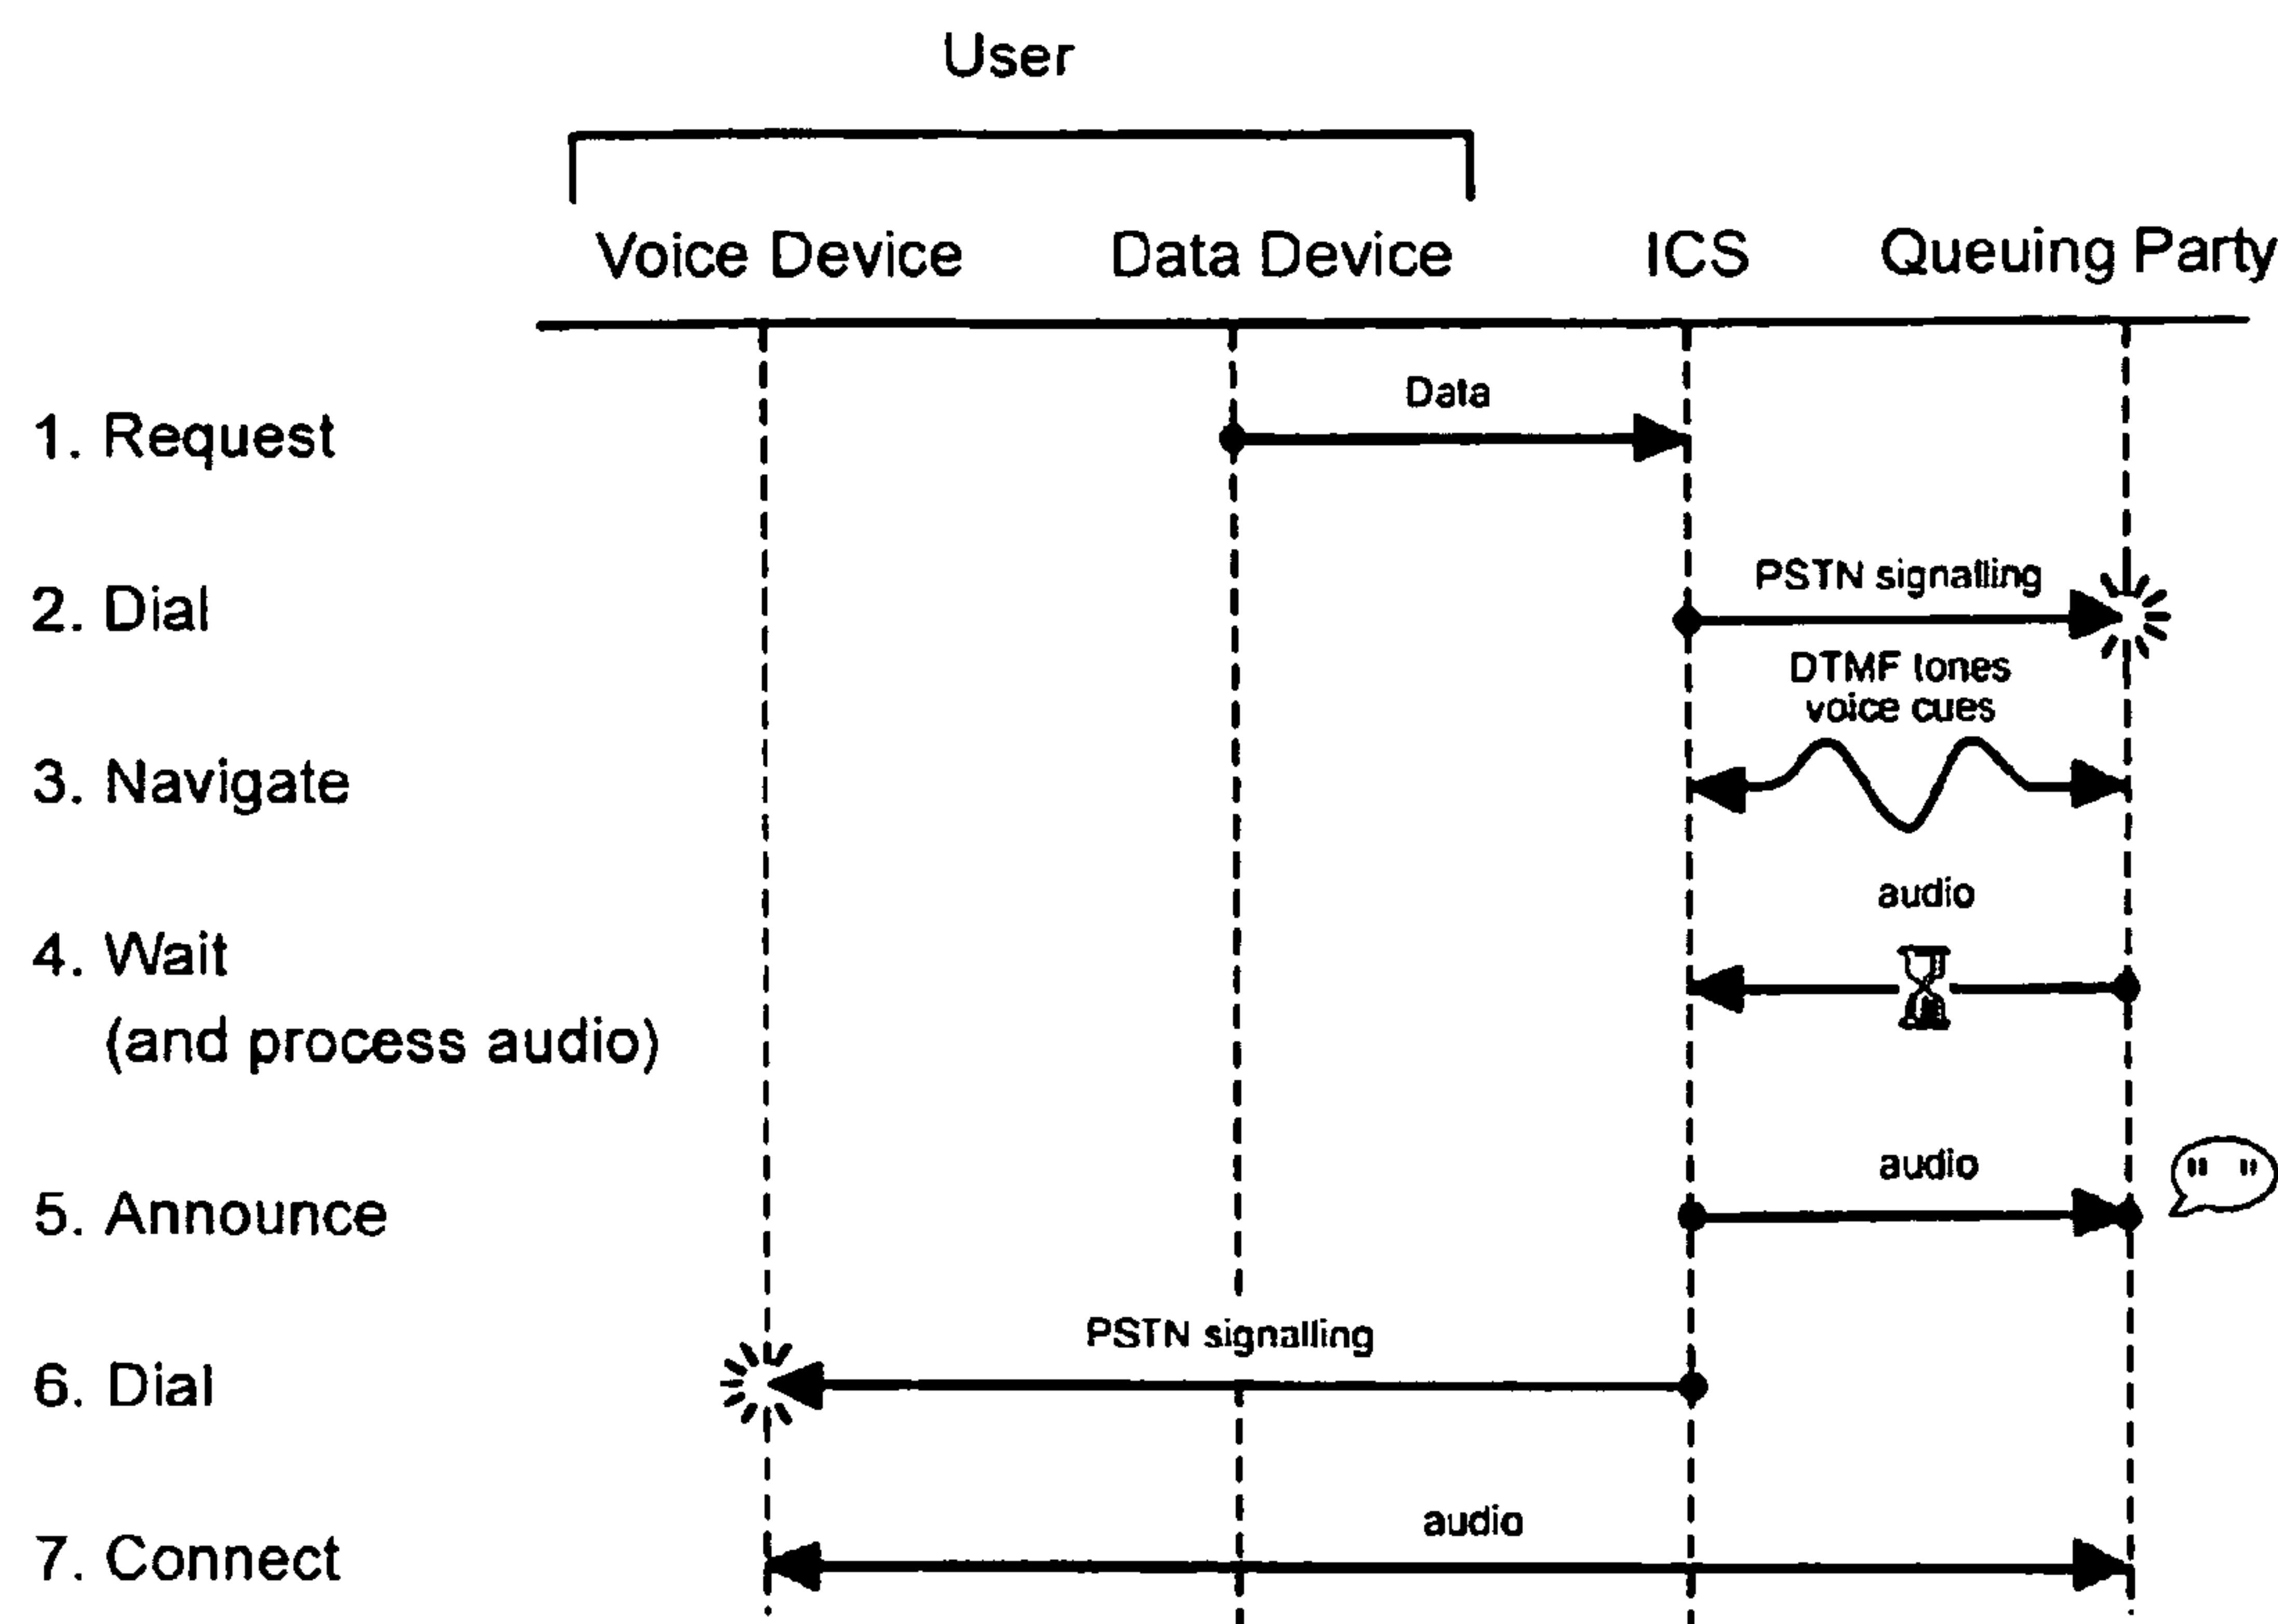 User
Voice Device Data Device ICS Queuing Party
Data
1. Request
PSTN signalling
2. Dial
DTMF tones
voice cues
3. Navigate
audio
4. Wait
(and process audio)
audio
5. Announce
PSTN signalling
6. Dial
audio
7. Connect